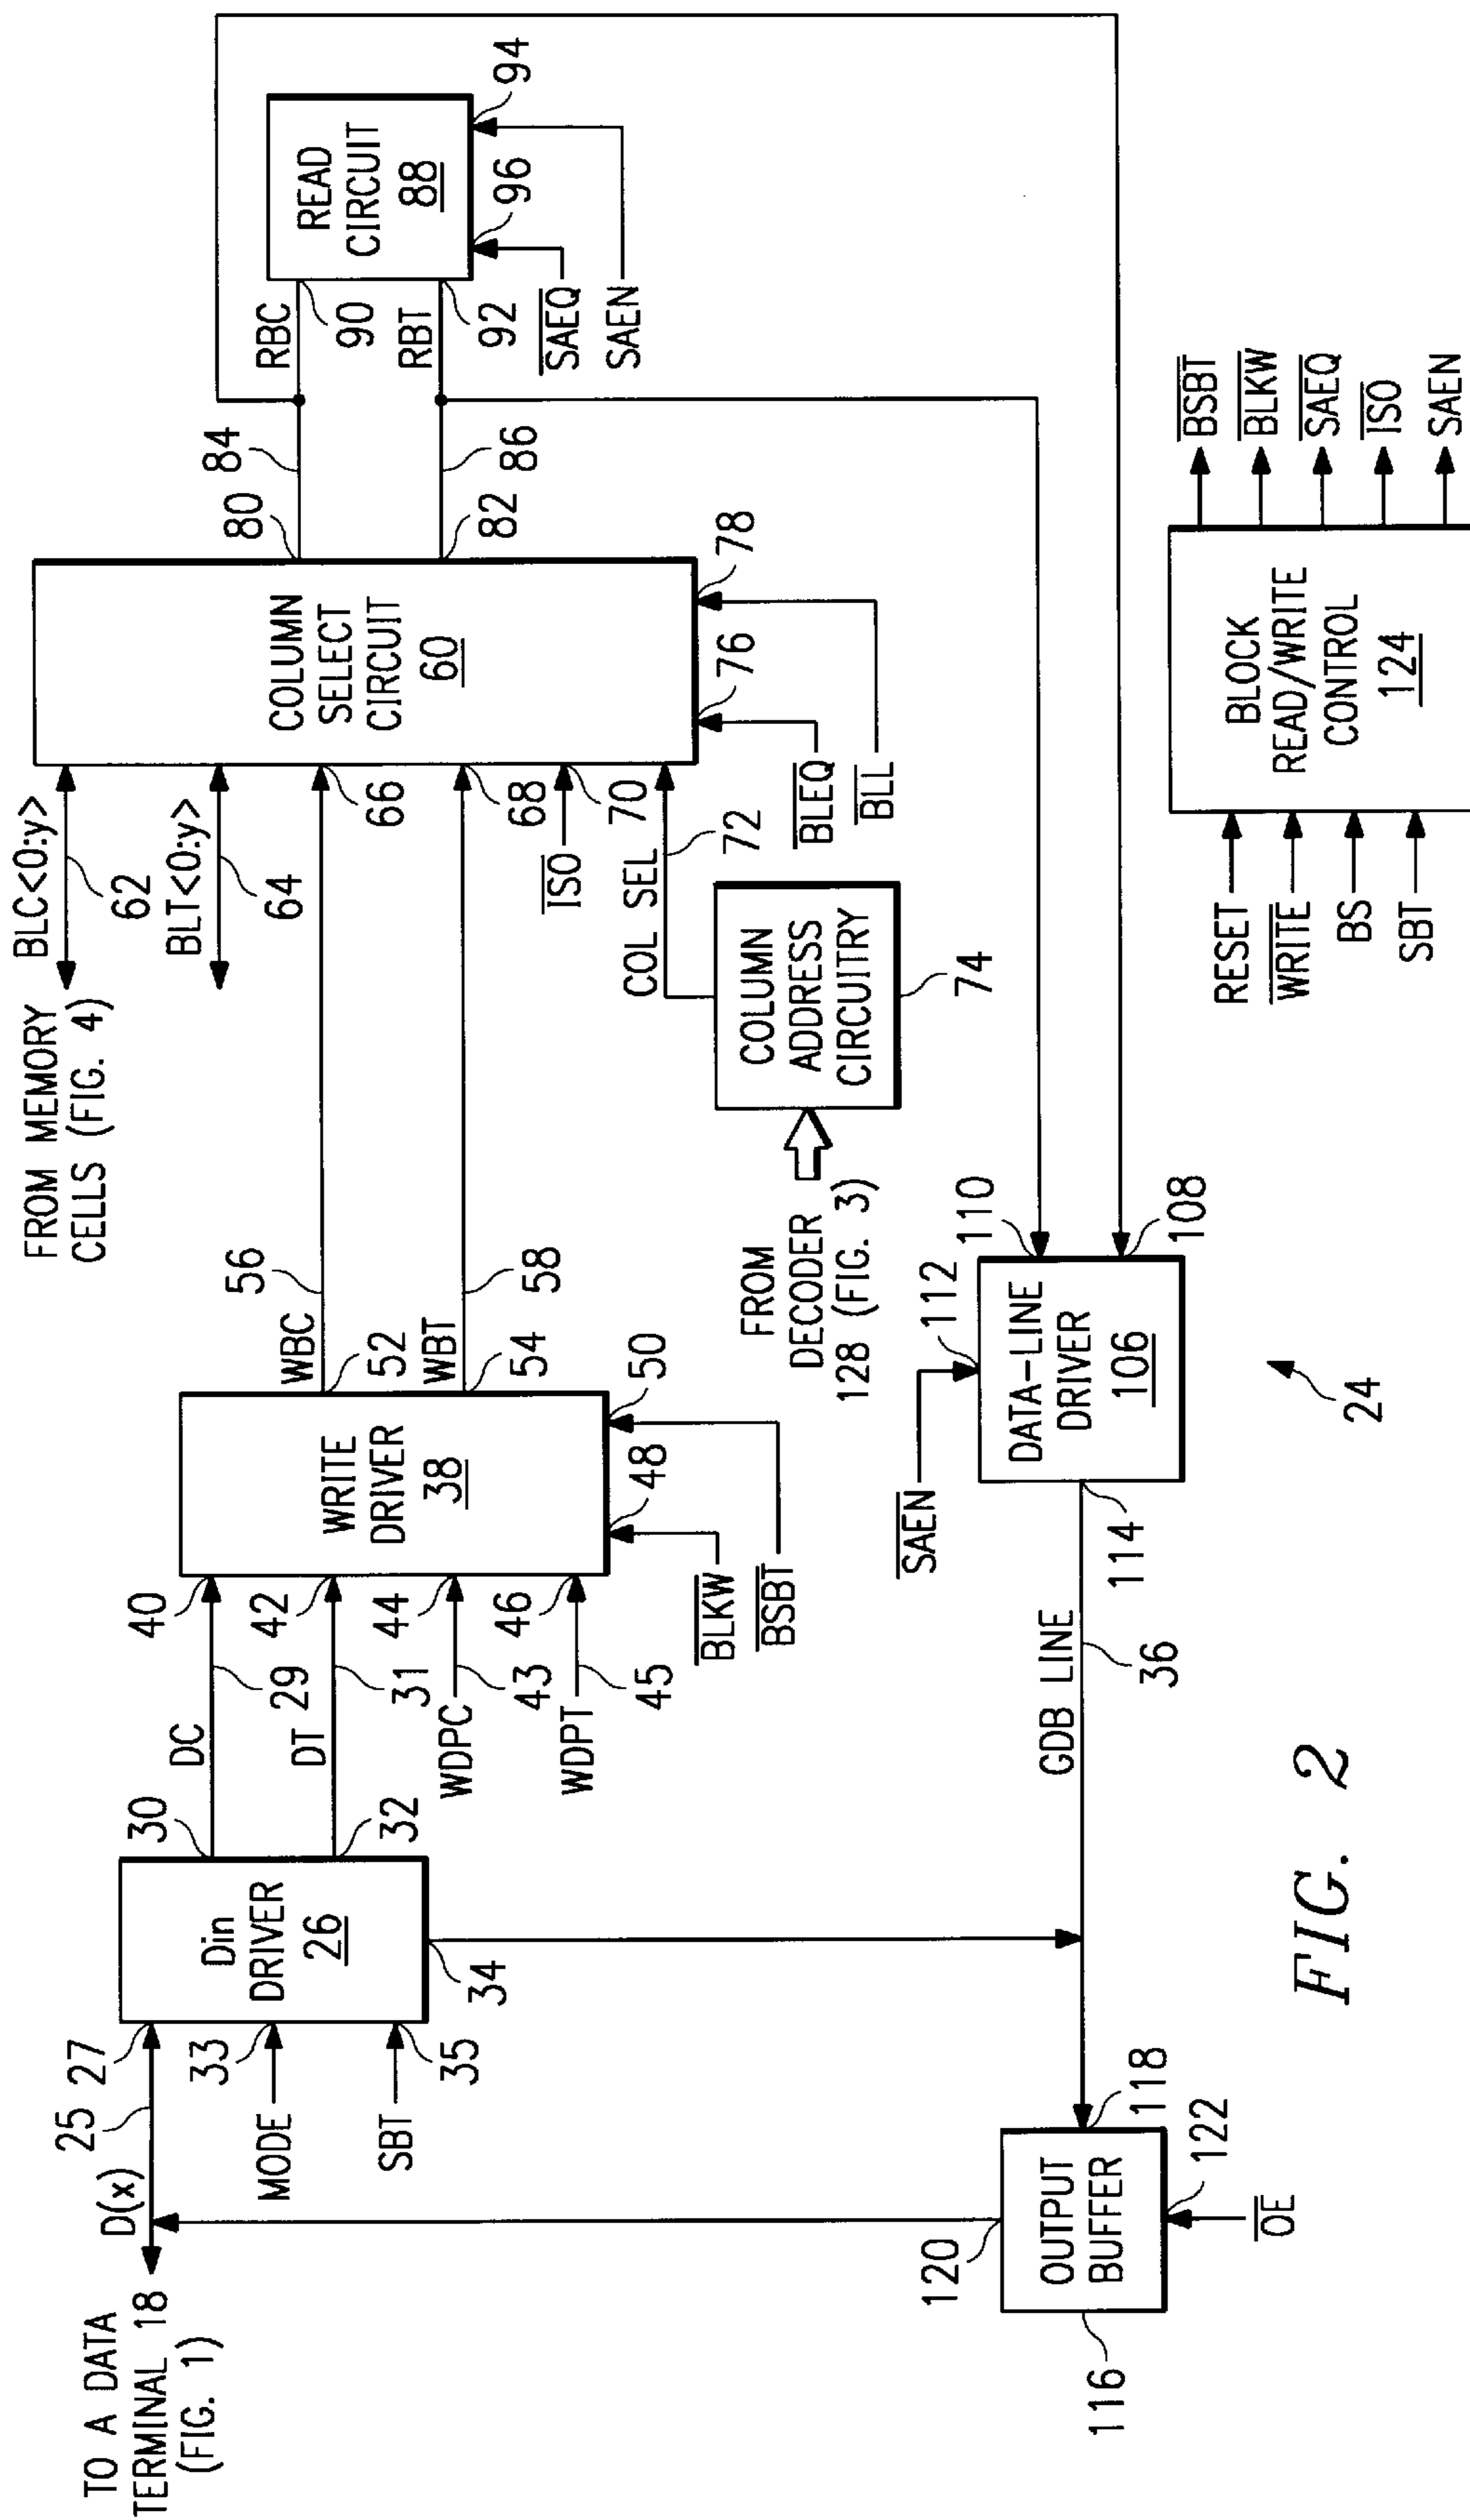 TO A DATA
TERMINAL 18
(FIG. 1)
D(x)
25
27
MODE
33
SBT
35
Din
DRIVER
26
30
32
34
DC
29
DT
31
WDPC
43
WDPT
45
40
42
44
46
WRITE
DRIVER
38
48
50
BLKW
BSBT
52
54
WBC
56
WBT
58
FROM MEMORY
CELLS (FIG. 4)
BLC<0:y>
62
BLT<0:y>
64
66
68
ISO
70
COL SEL
72
COLUMN
SELECT
CIRCUIT
60
76
78
BLEQ
BLL
COLUMN
ADDRESS
CIRCUITRY
74
FROM
DECODER
128 (FIG. 3)
80
82
84
86
RBC
90
RBT
92
READ
CIRCUIT
88
96
94
SAEQ
SAEN
OUTPUT
BUFFER
116
118
120
122
OE
GDB LINE
36
114
SAEN
112
DATA-LINE
DRIVER
106
110
108
24
RESET
WRITE
BS
SBT
BLOCK
READ/WRITE
CONTROL
124
BSBT
BLKW
SAEQ
ISO
SAEN
FIG. 2